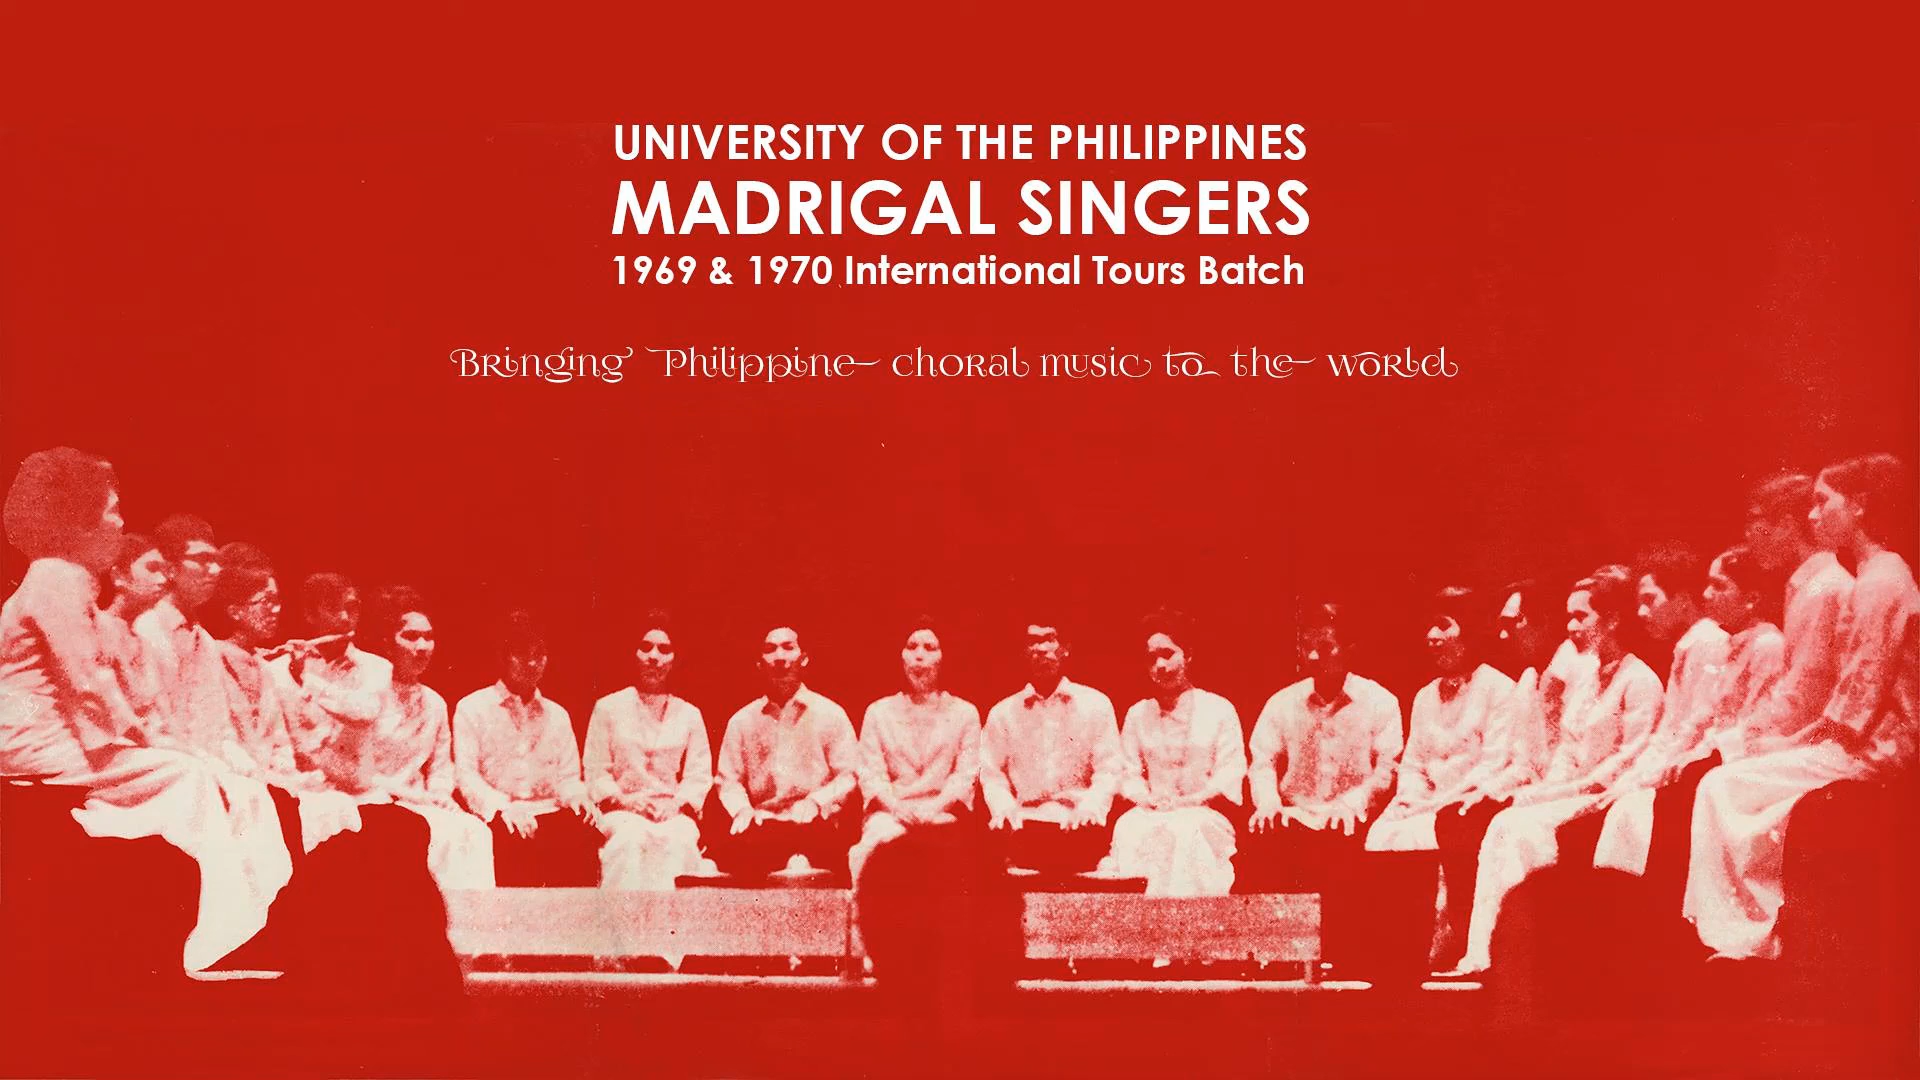 UNIVERSITY OF THE PHILIPPINES
MADRIGAL SINGERS
1969 & 1970 International Tours Batch
Bringing Philippine choral music to the world